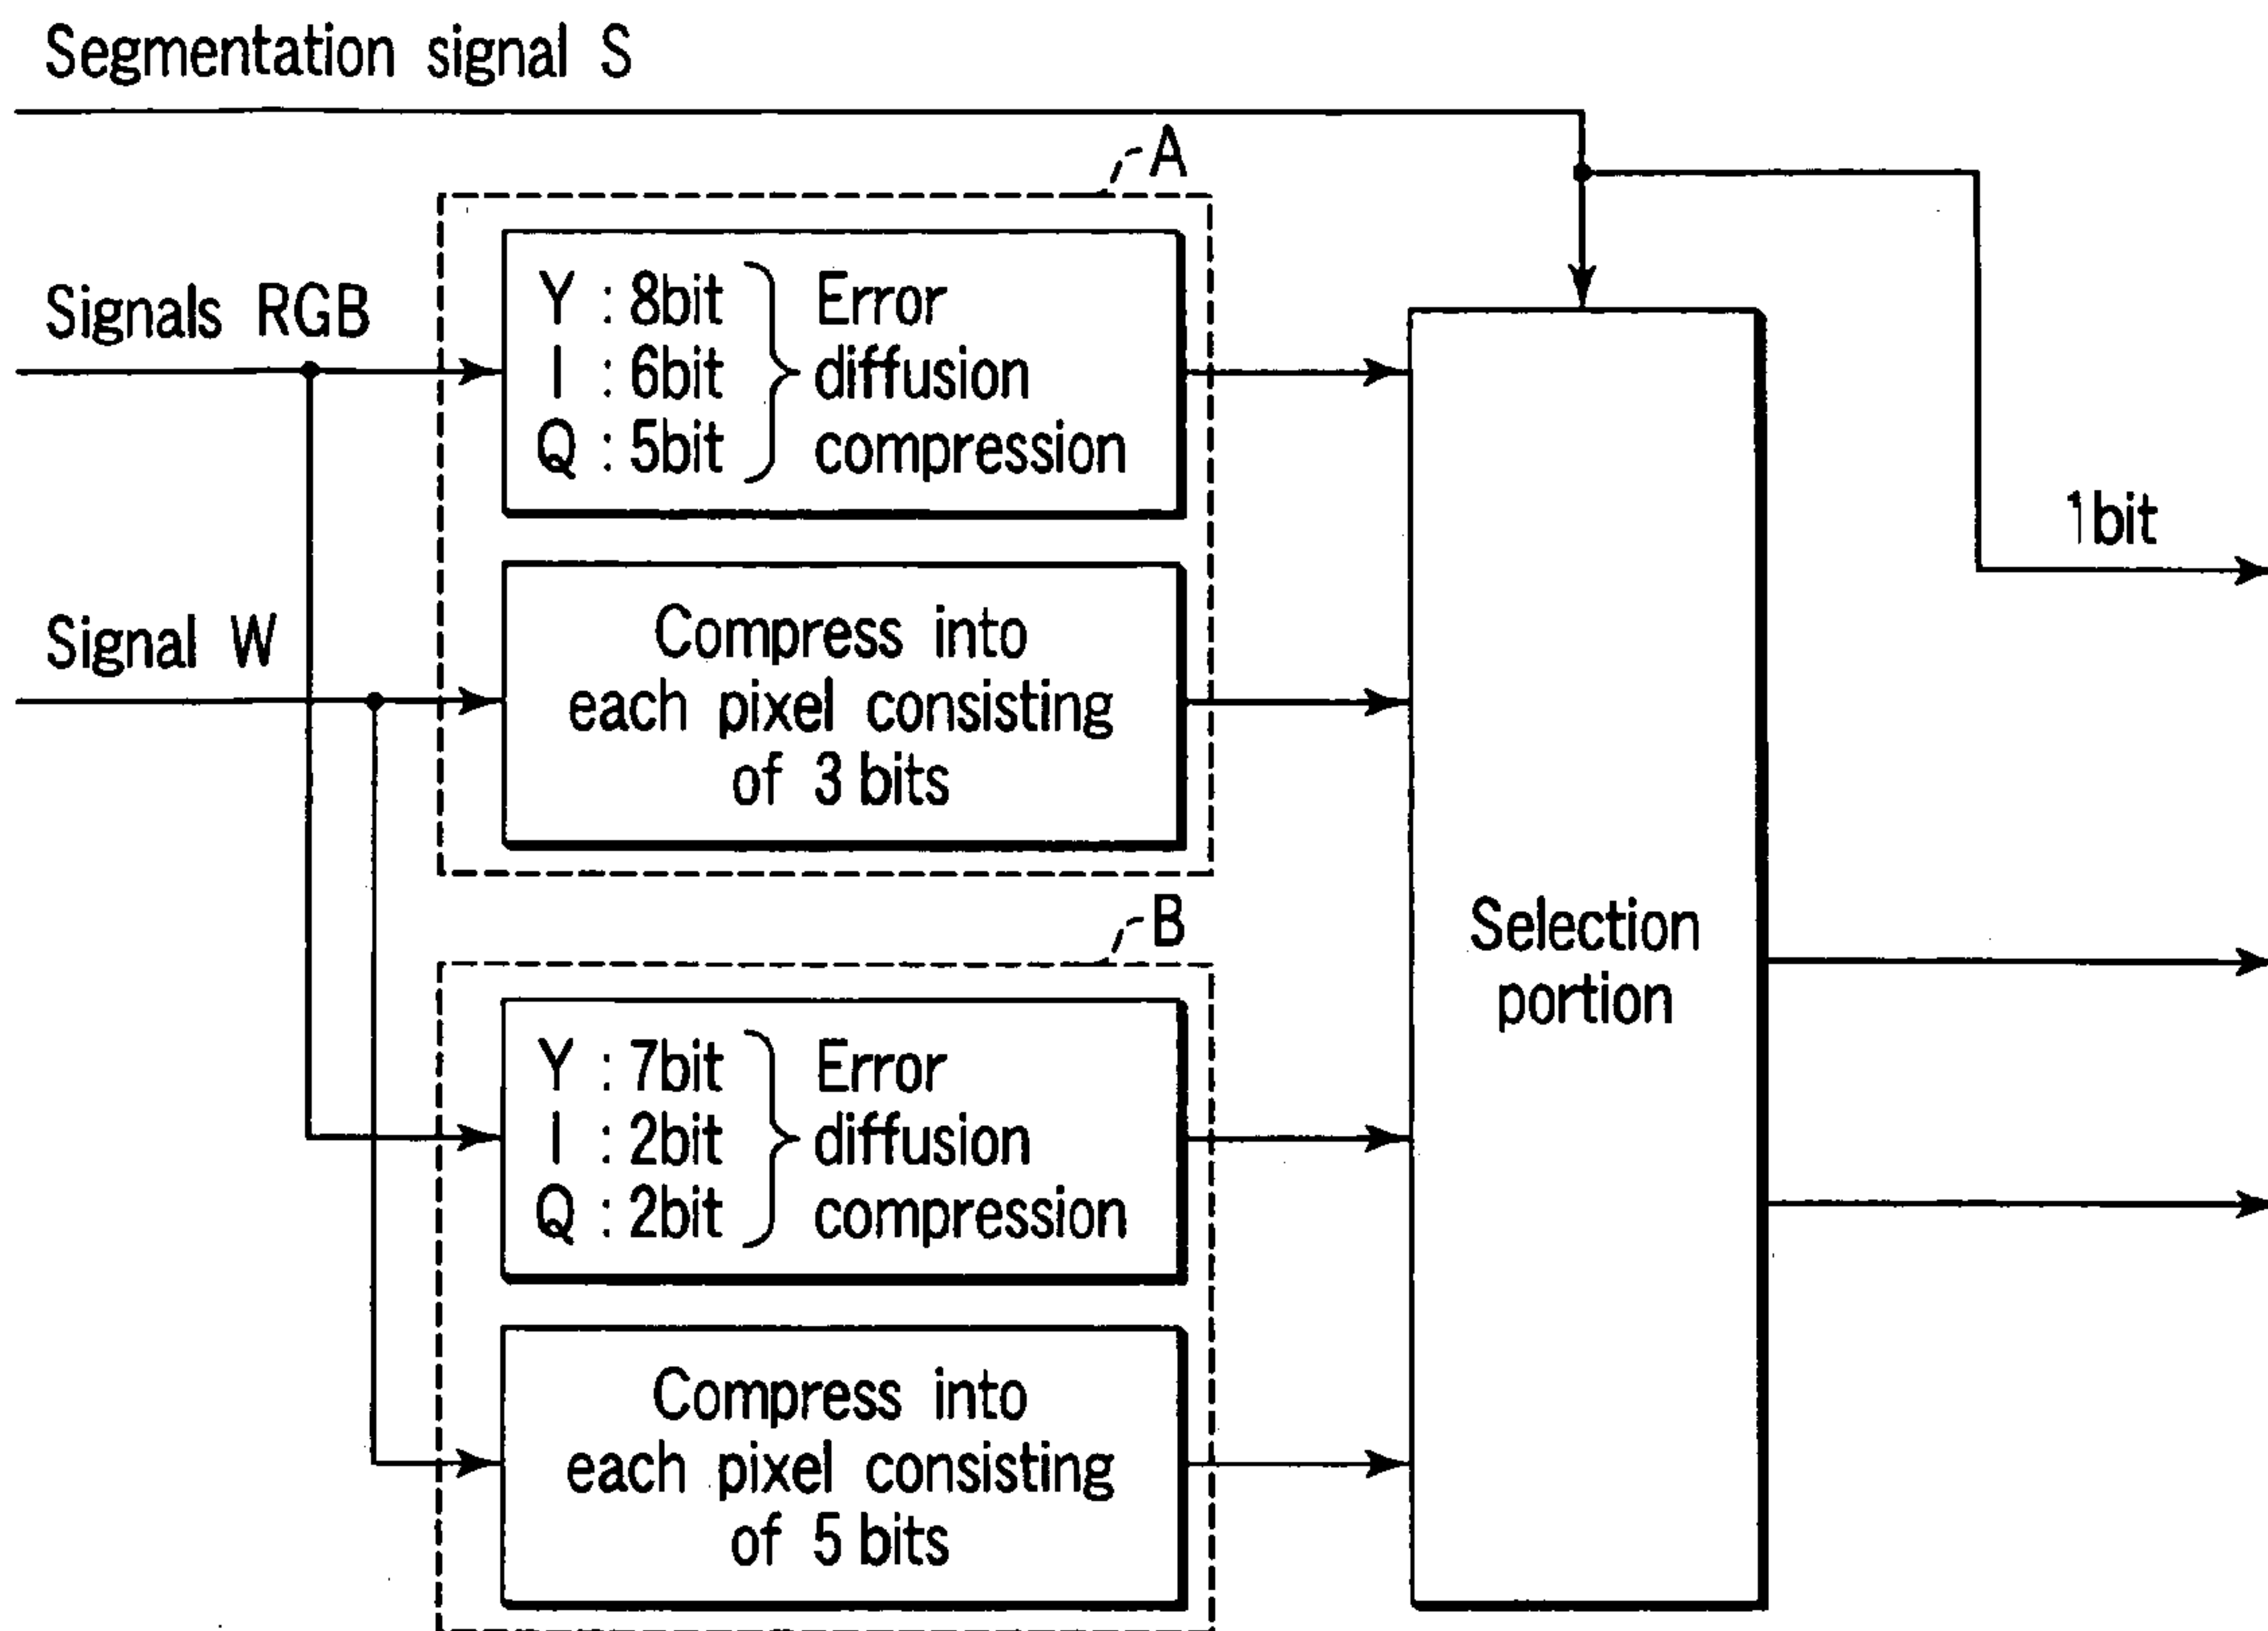 Segmentation signal S
A
Signals RGB
Y : 8bit
I : 6bit
Q : 5bit
Error
diffusion
compression
1bit
Signal W
Compress into
each pixel consisting
of 3 bits
B
Selection
portion
Y : 7bit
I : 2bit
Q : 2bit
Error
diffusion
compression
Compress into
each pixel consisting
of 5 bits